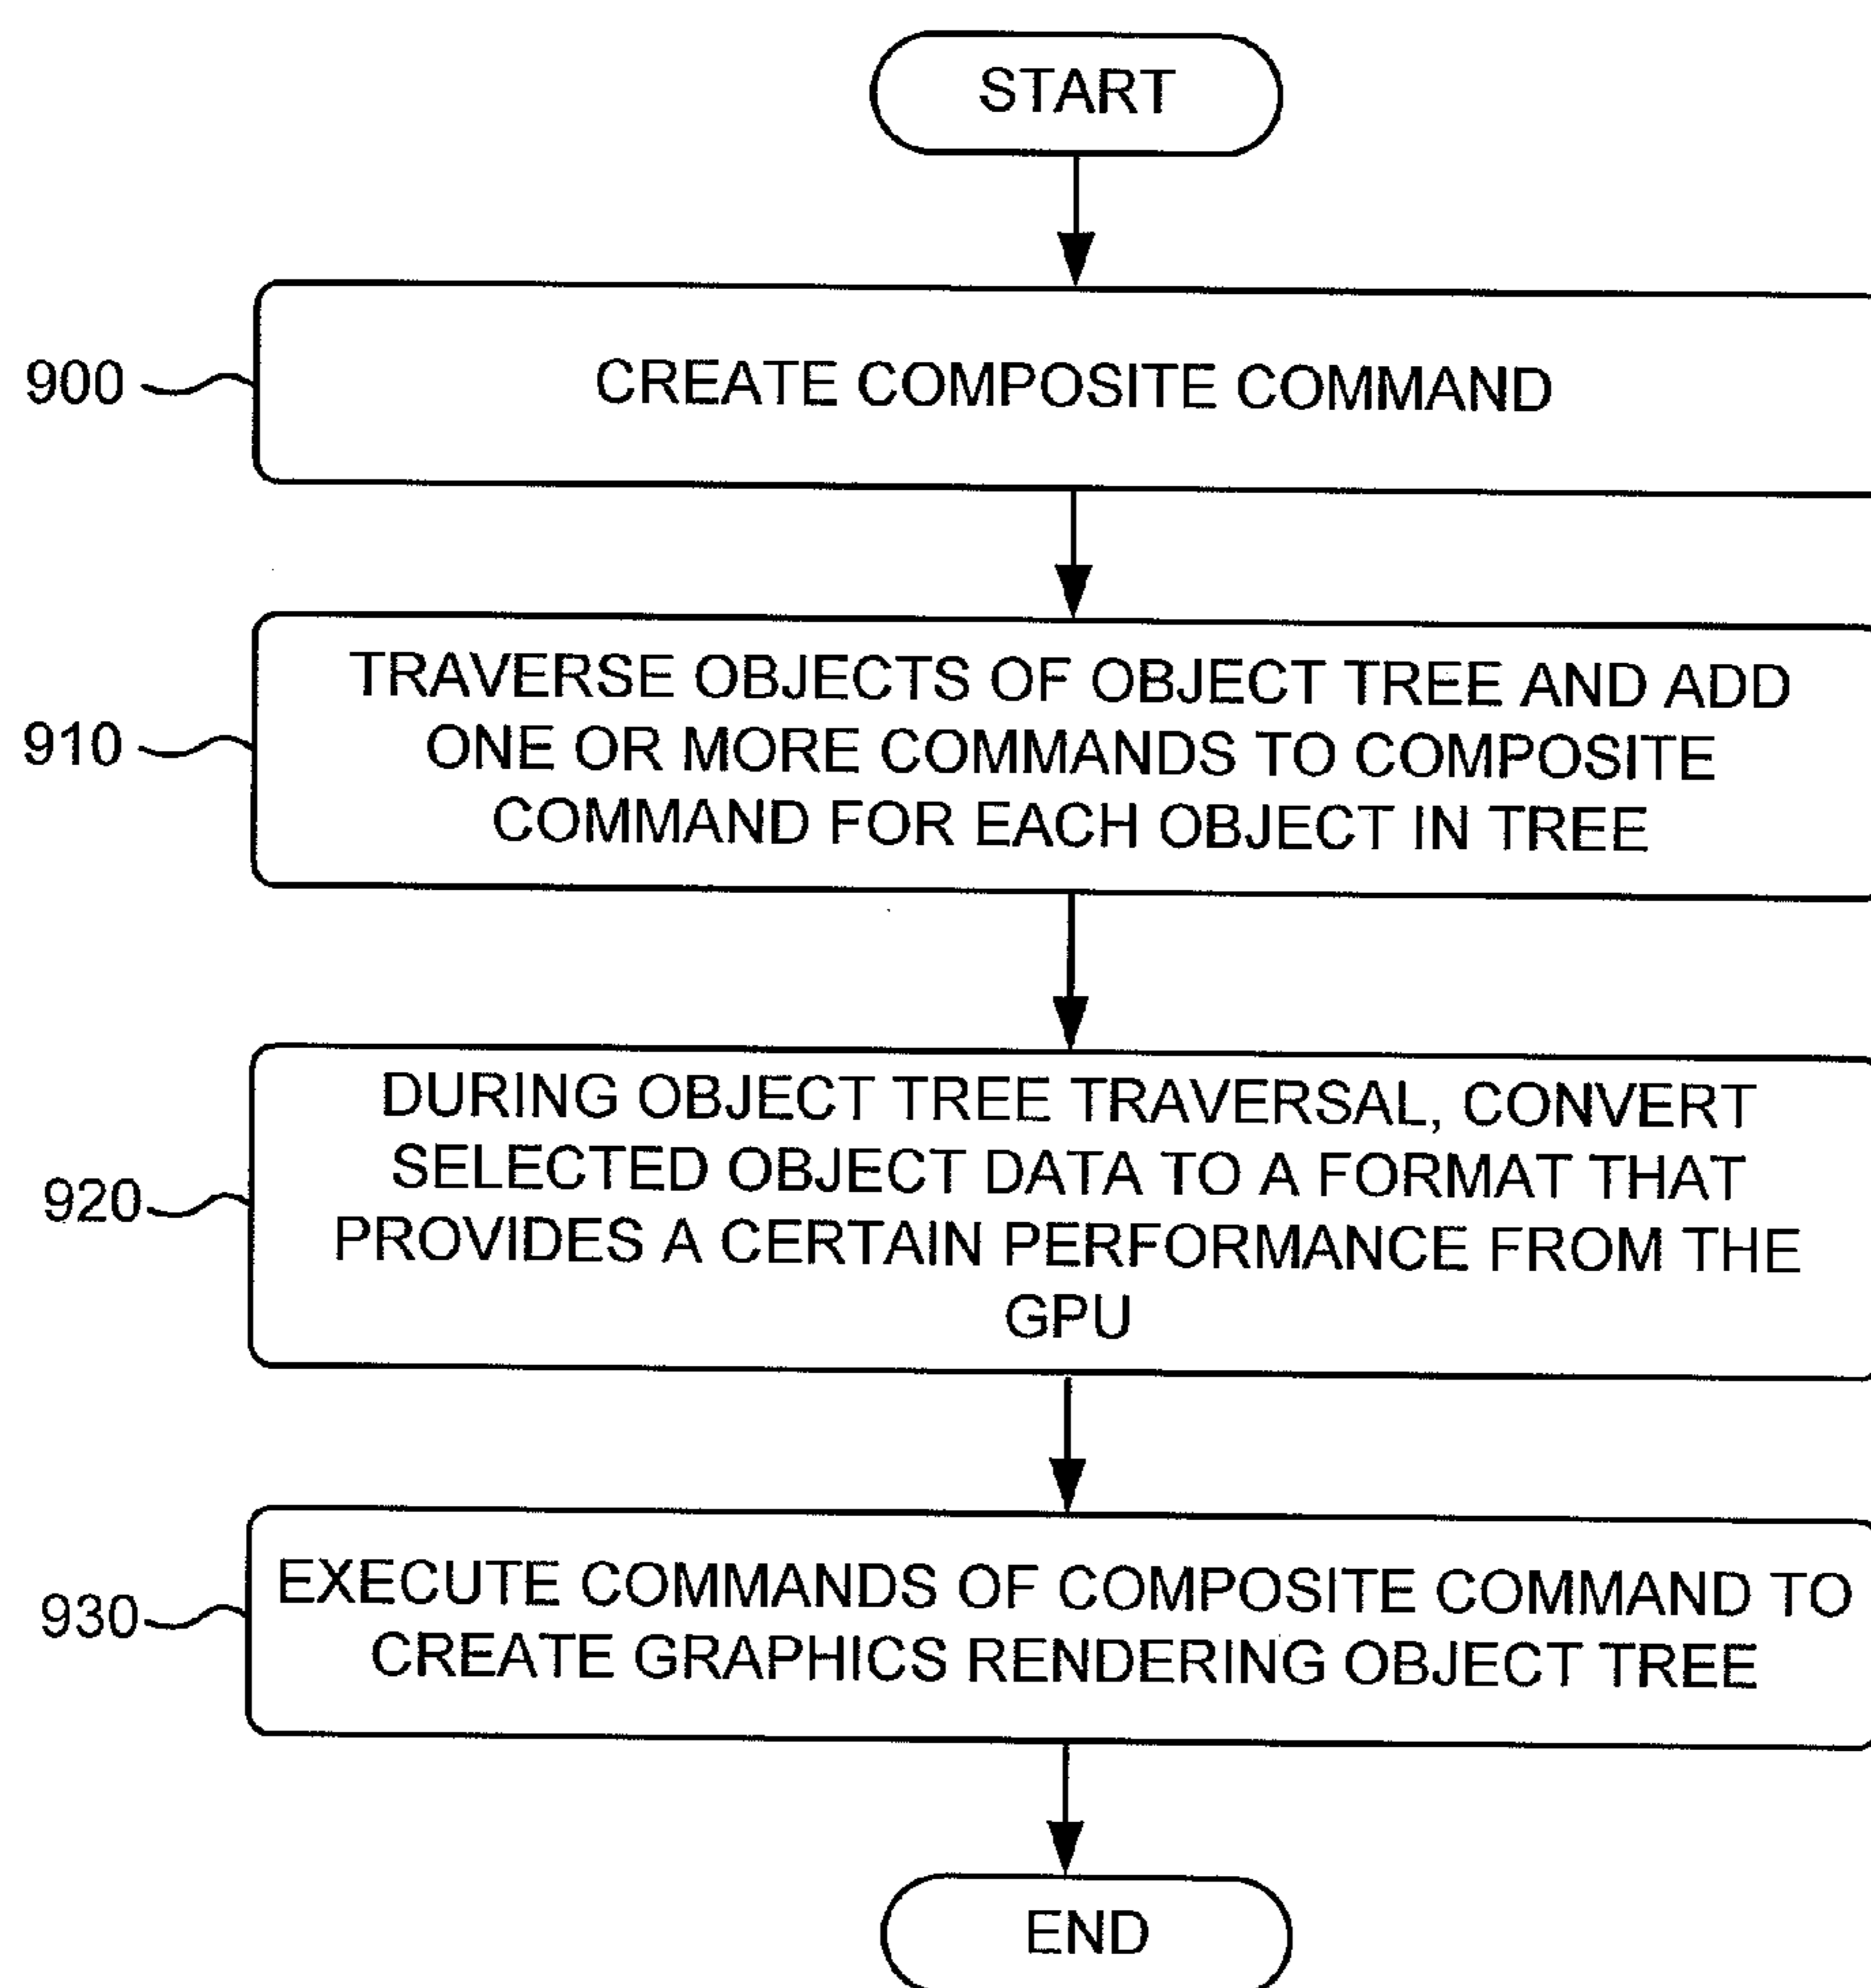 START
900
CREATE COMPOSITE COMMAND
910
TRAVERSE OBJECTS OF OBJECT TREE AND ADD
ONE OR MORE COMMANDS TO COMPOSITE
COMMAND FOR EACH OBJECT IN TREE
920
DURING OBJECT TREE TRAVERSAL, CONVERT
SELECTED OBJECT DATA TO A FORMAT THAT
PROVIDES A CERTAIN PERFORMANCE FROM THE
GPU
930
EXECUTE COMMANDS OF COMPOSITE COMMAND TO
CREATE GRAPHICS RENDERING OBJECT TREE
END